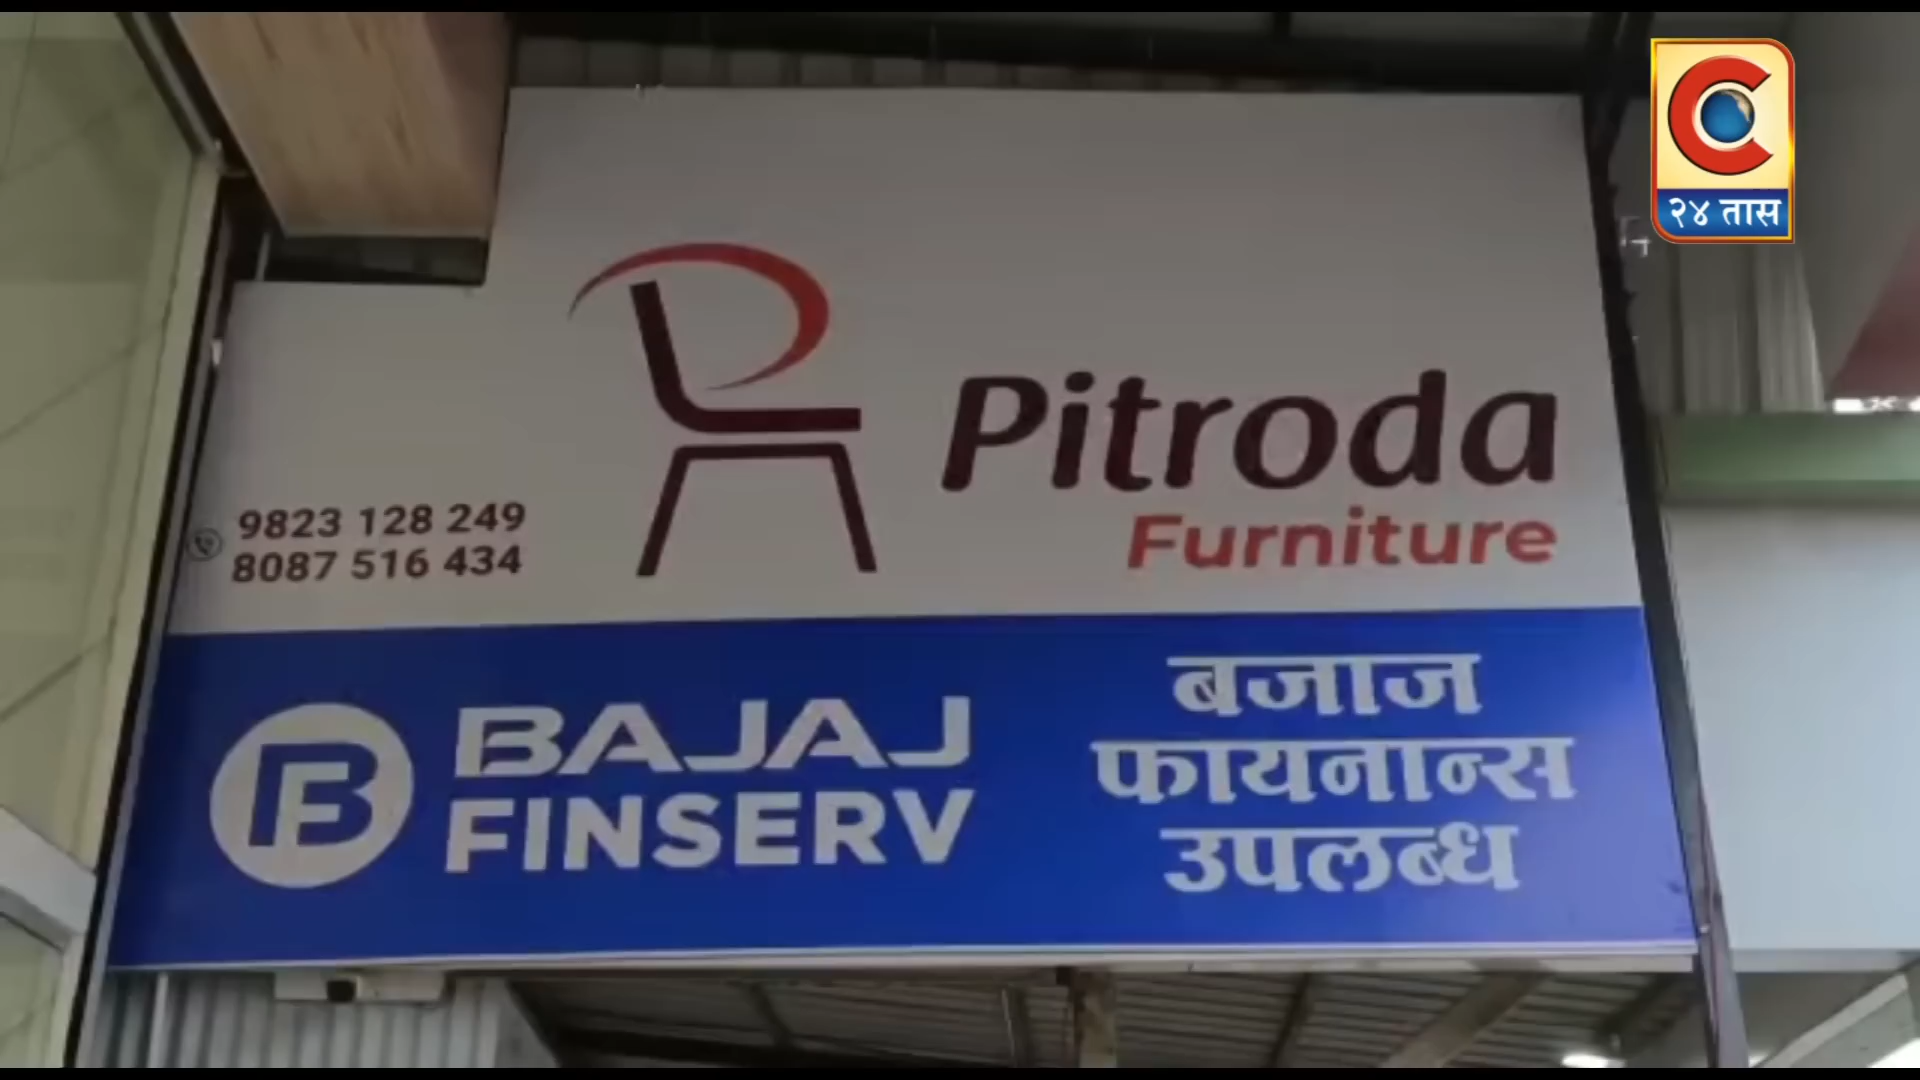 २४ तास
Pitroda
Furniture
9823 128 249
8087 516 434
BAJAJ
FINSERV
बजाज
फायनान्स
उपलब्ध